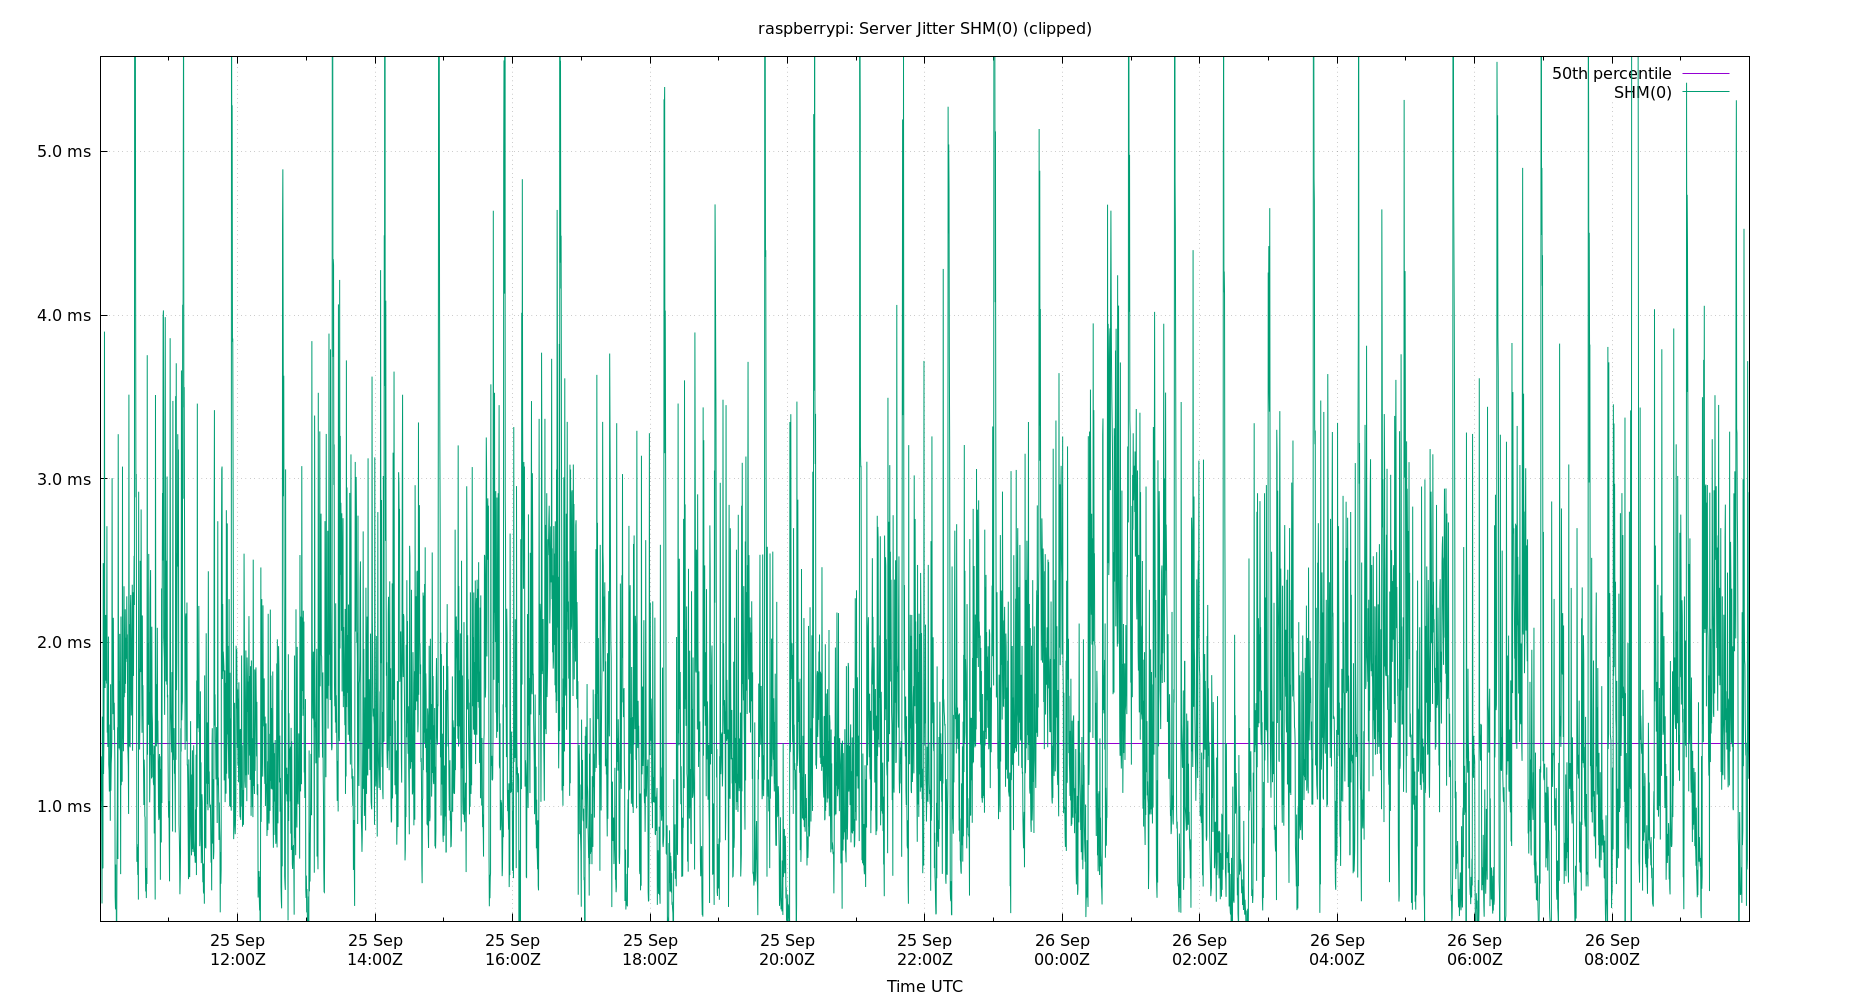 raspberrypi: Server Jitter SHM(0) (clipped)
50th percentile
SHM(0)
5.0 ms
4.0 ms
3.0 ms
2.0 ms
1.0 ms
25 Sep 25 Sep 25 Sep 25 Sep 25 Sep 25 Sep 26 Sep 26 Sep 26 Sep 26 Sep 26 Sep
12:00Z 14:00Z 16:00Z 18:00Z 20:00Z 22:00Z 00:00Z 02:00Z 04:00Z 06:00Z 08:00Z
Time UTC